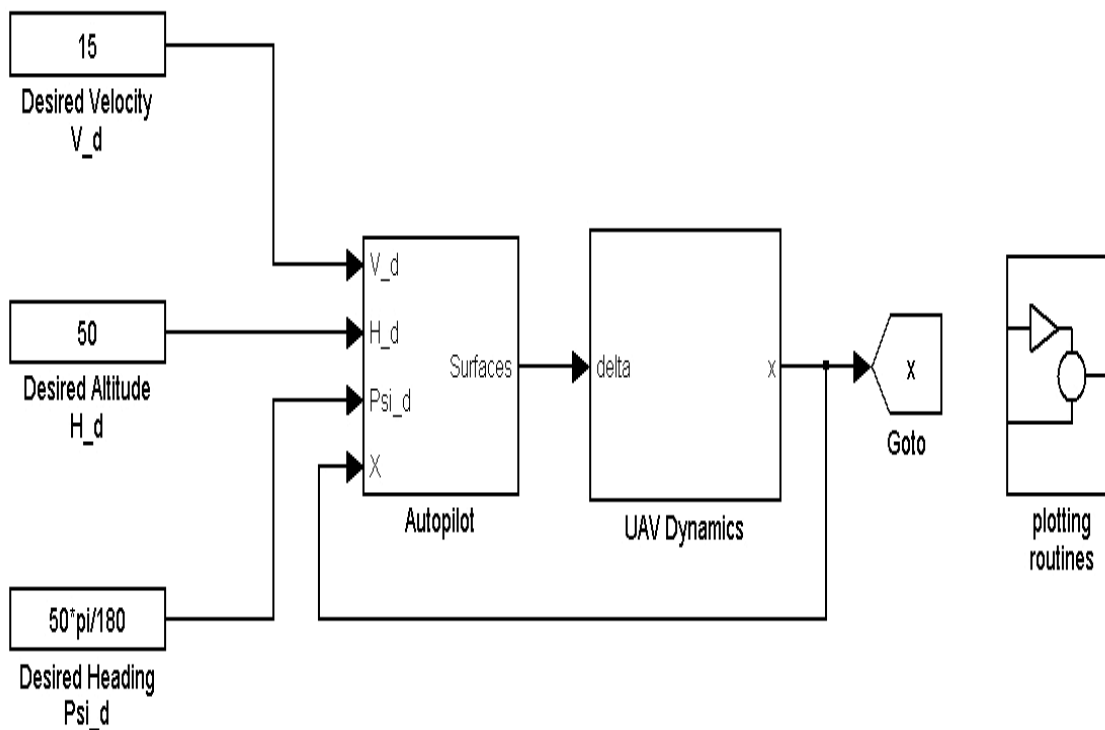 15
Desired Velocity
V_d
50
Desired Altitude
H_d
50*pi/180
Desired Heading
Psi_d
V_d
H_d
Psi_d
X
Surfaces
Autopilot
delta
x
UAV Dynamics
x
Goto
plotting
routines